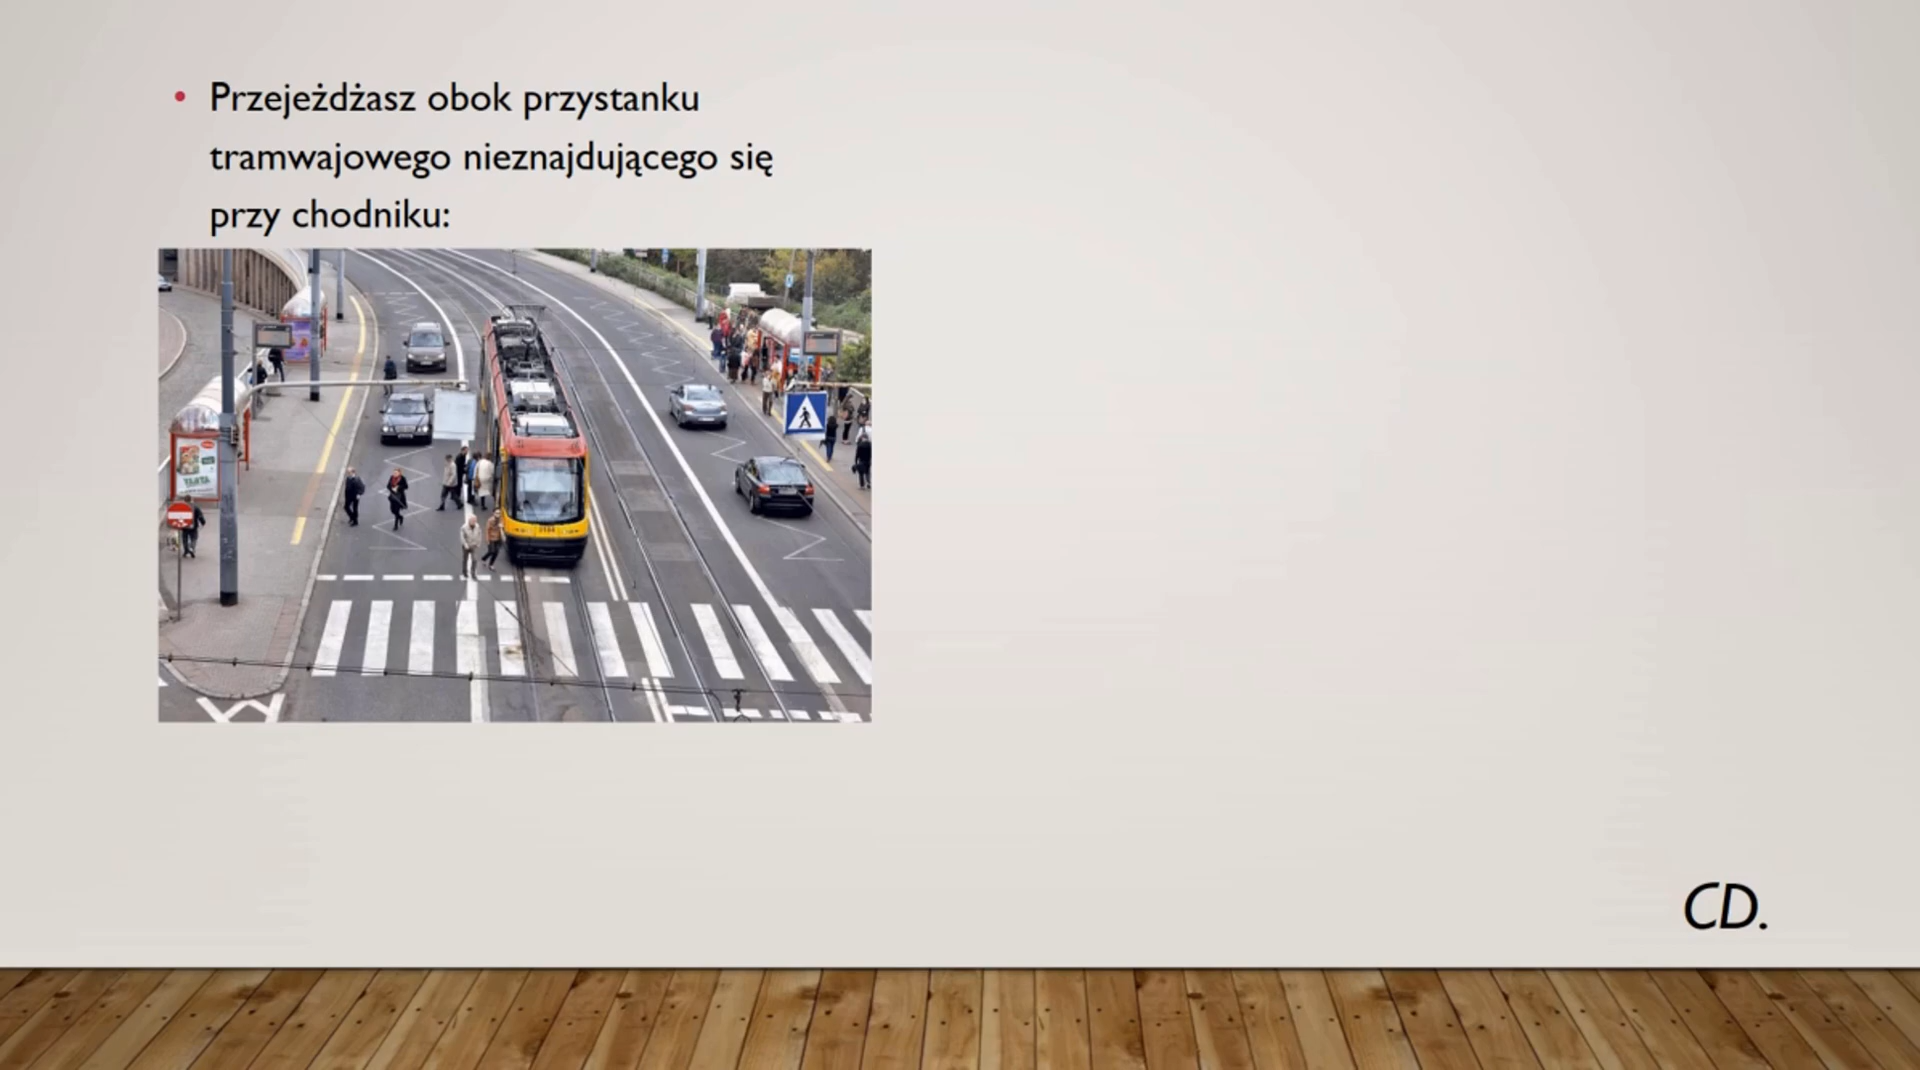 • Przejeżdżasz obok przystanku
tramwajowego nieznajdującego się
przy chodniku:
CD.